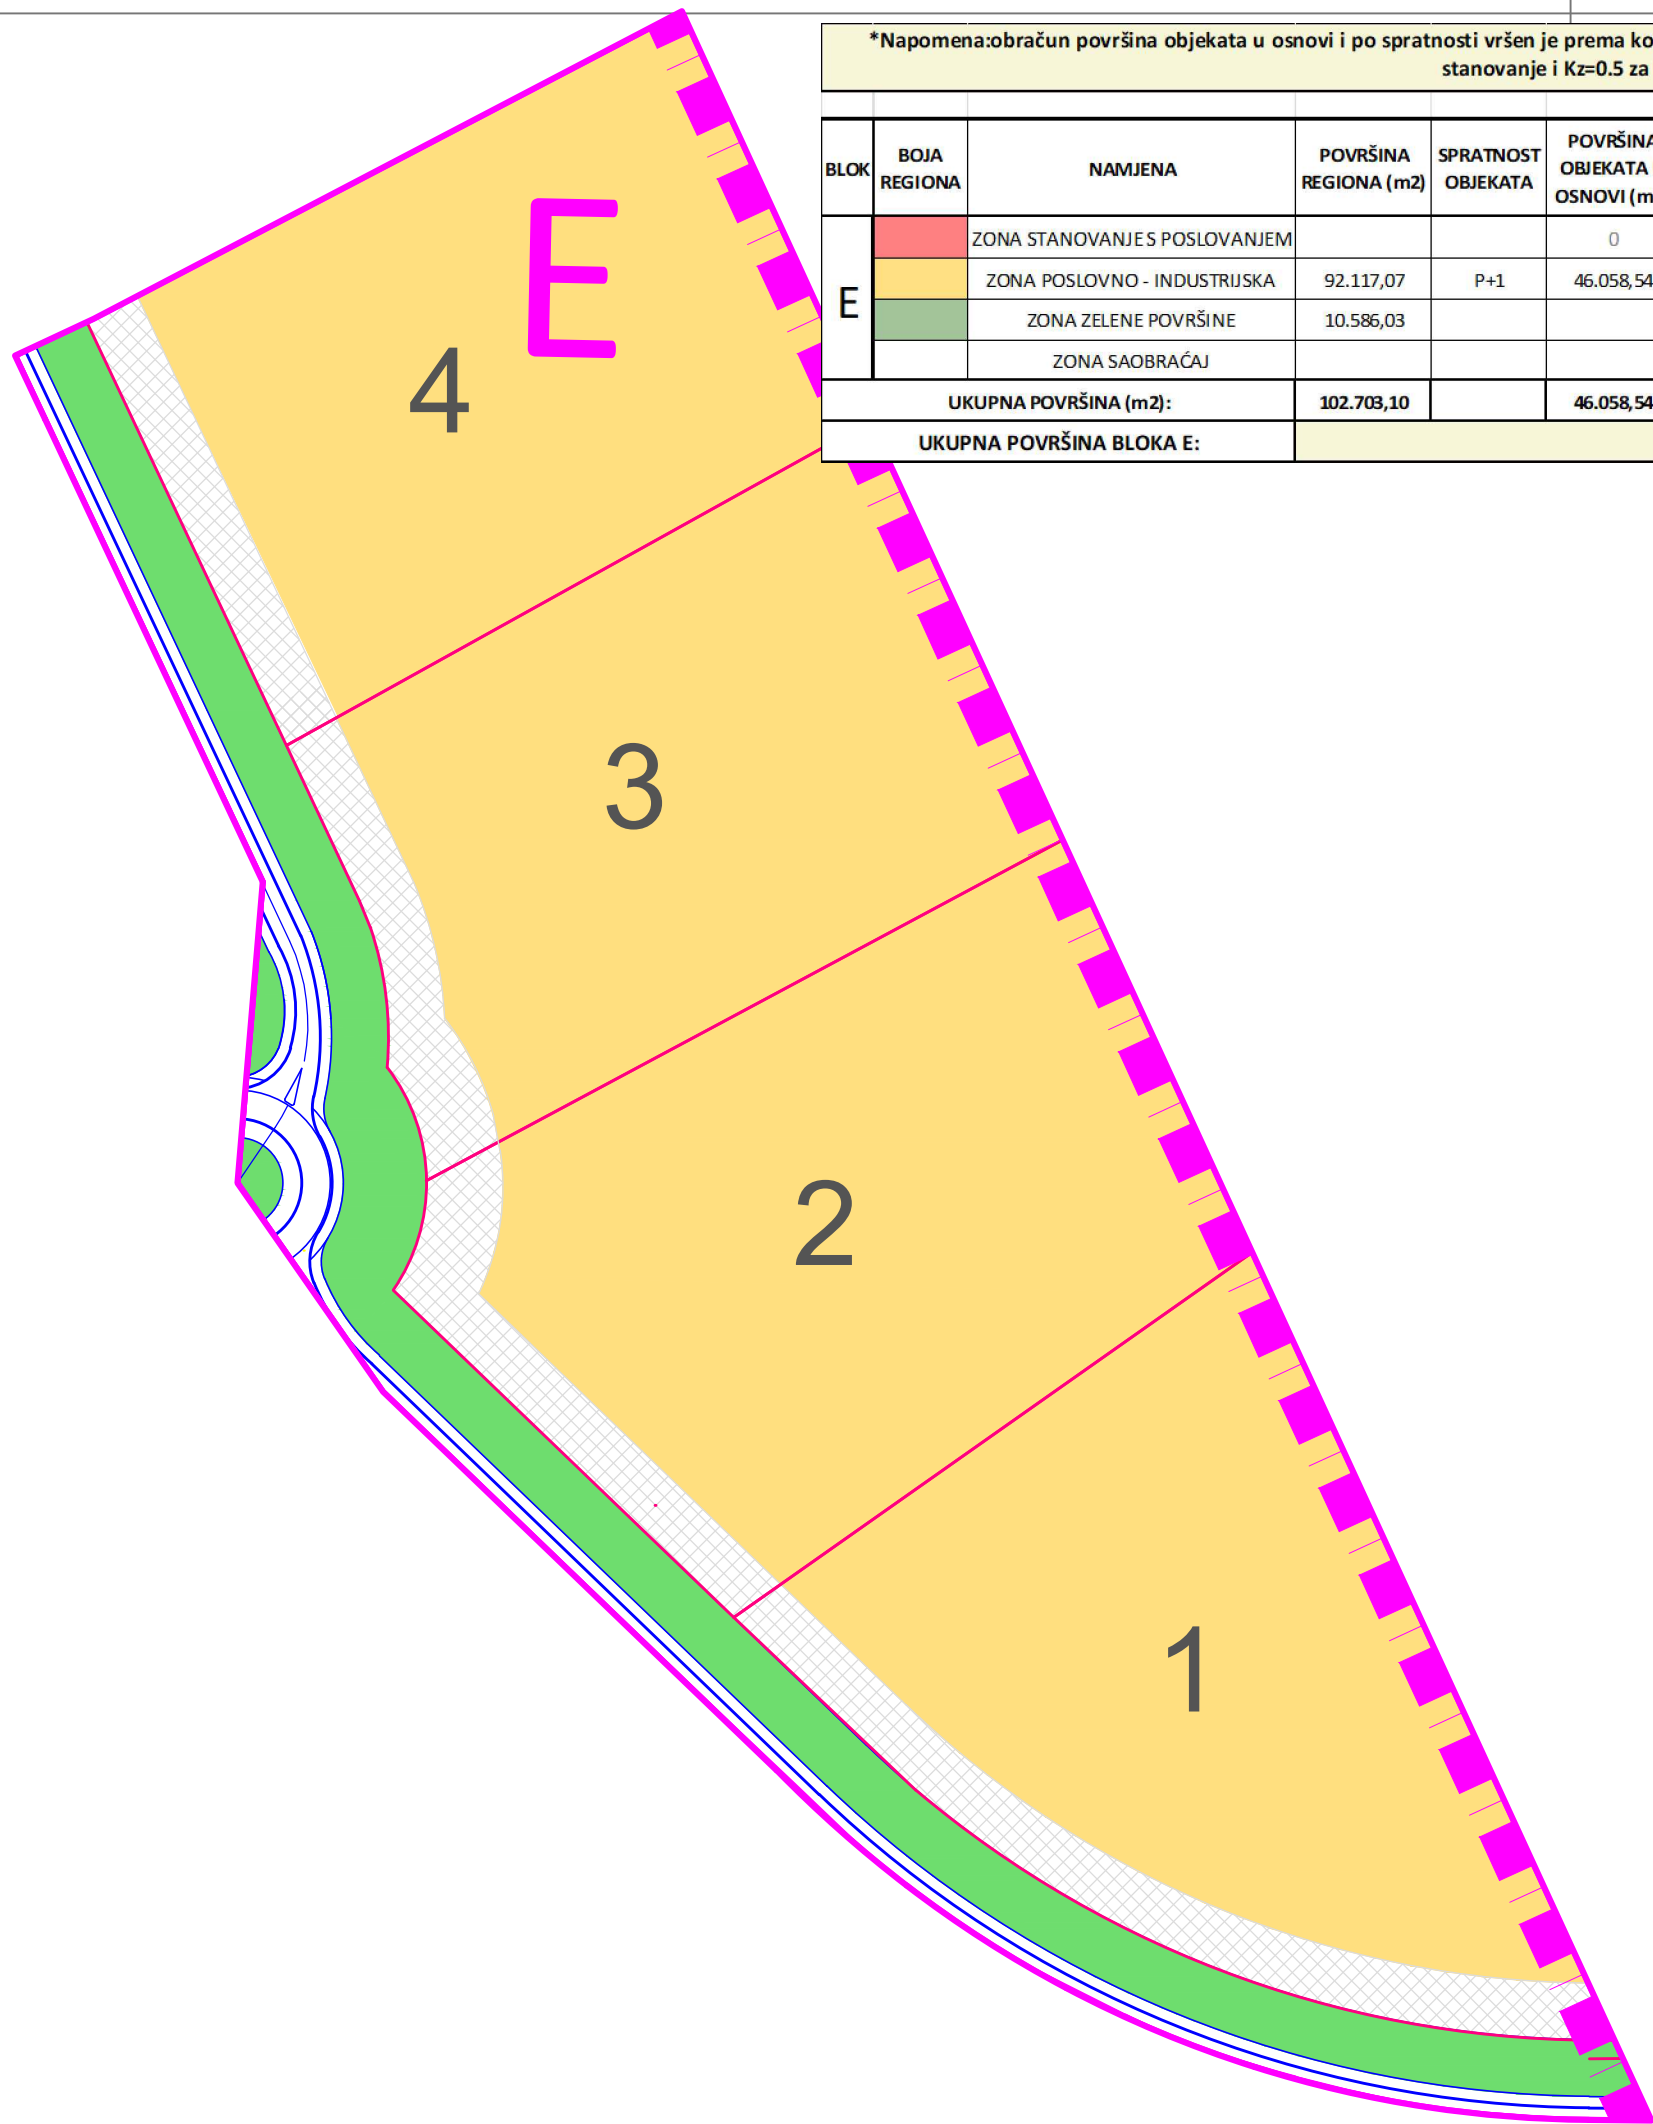 *Napomena:obračun površina objekata u osnovi i po spratnosti vršen je prema
stanovanje i Kz=0.5 za
BLOK
BOJA
REGIONA
NAMJENA
POVRŠINA
REGIONA (m2)
SPRATNOST
OBJEKATA
POVRŠINA
OBJEKATA
OSNOVI
E
ZONA STANOVANJE S POSLOVANJEM
0
ZONA POSLOVNO - INDUSTRIJSKA
92.117,07
P+1
46.058,54
ZONA ZELENE POVRŠINE
10.586,03
ZONA SAOBRAĆAJ
UKUPNA POVRŠINA (m2):
102.703,10
46.058,54
UKUPNA POVRŠINA BLOKA E:
E
4
3
2
1